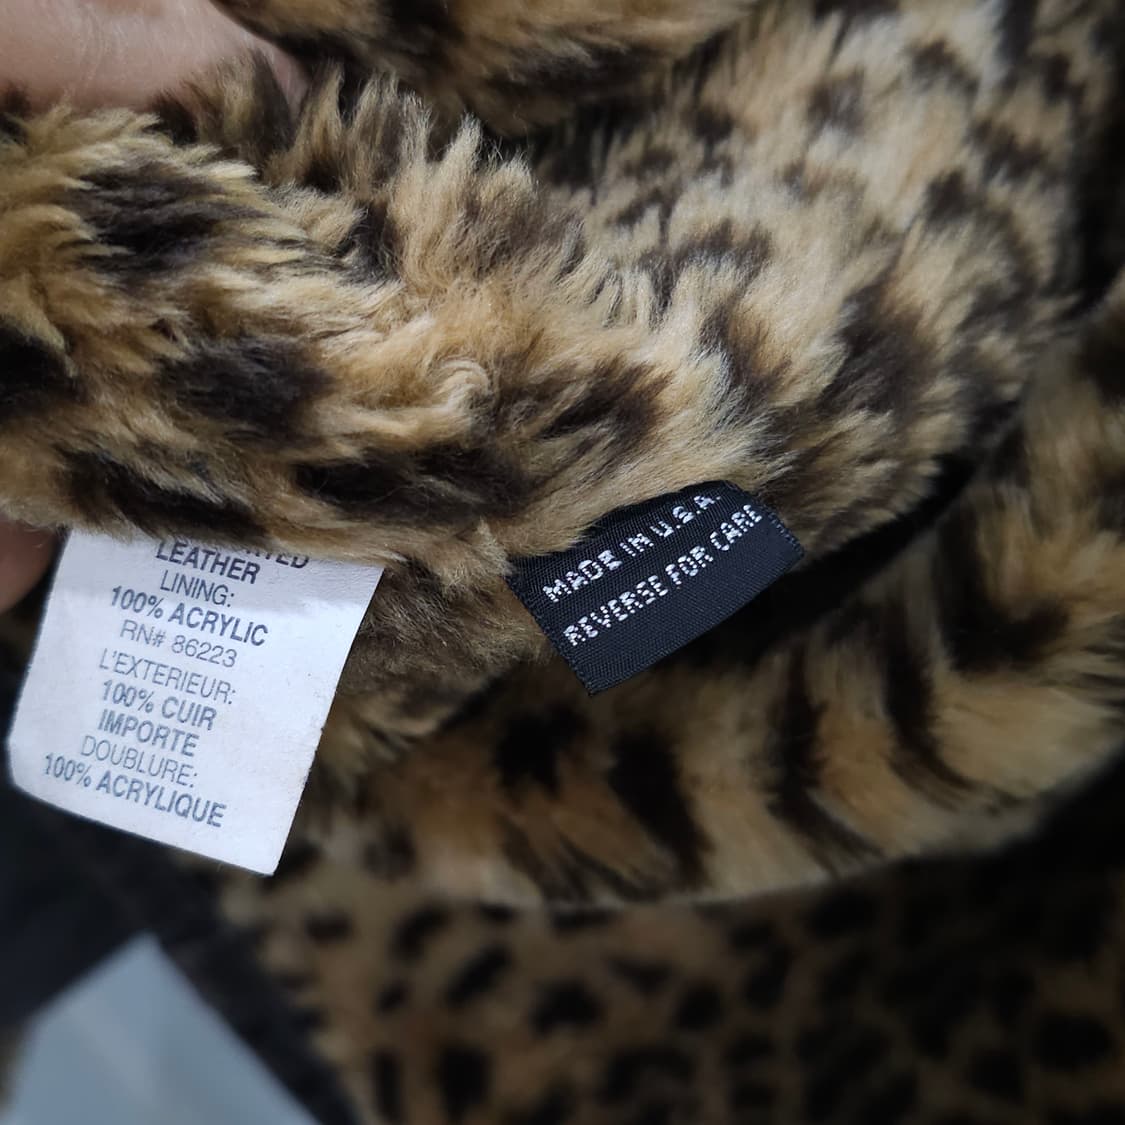 LEATHER
LINING:
100% ACRYLIC
RN# 86223
L'EXTERIEUR:
100% CUIR
IMPORTE
DOUBLURE:
100% ACRYLIQUE
MADE IN U.S.A.
REVERSE FOR CARE